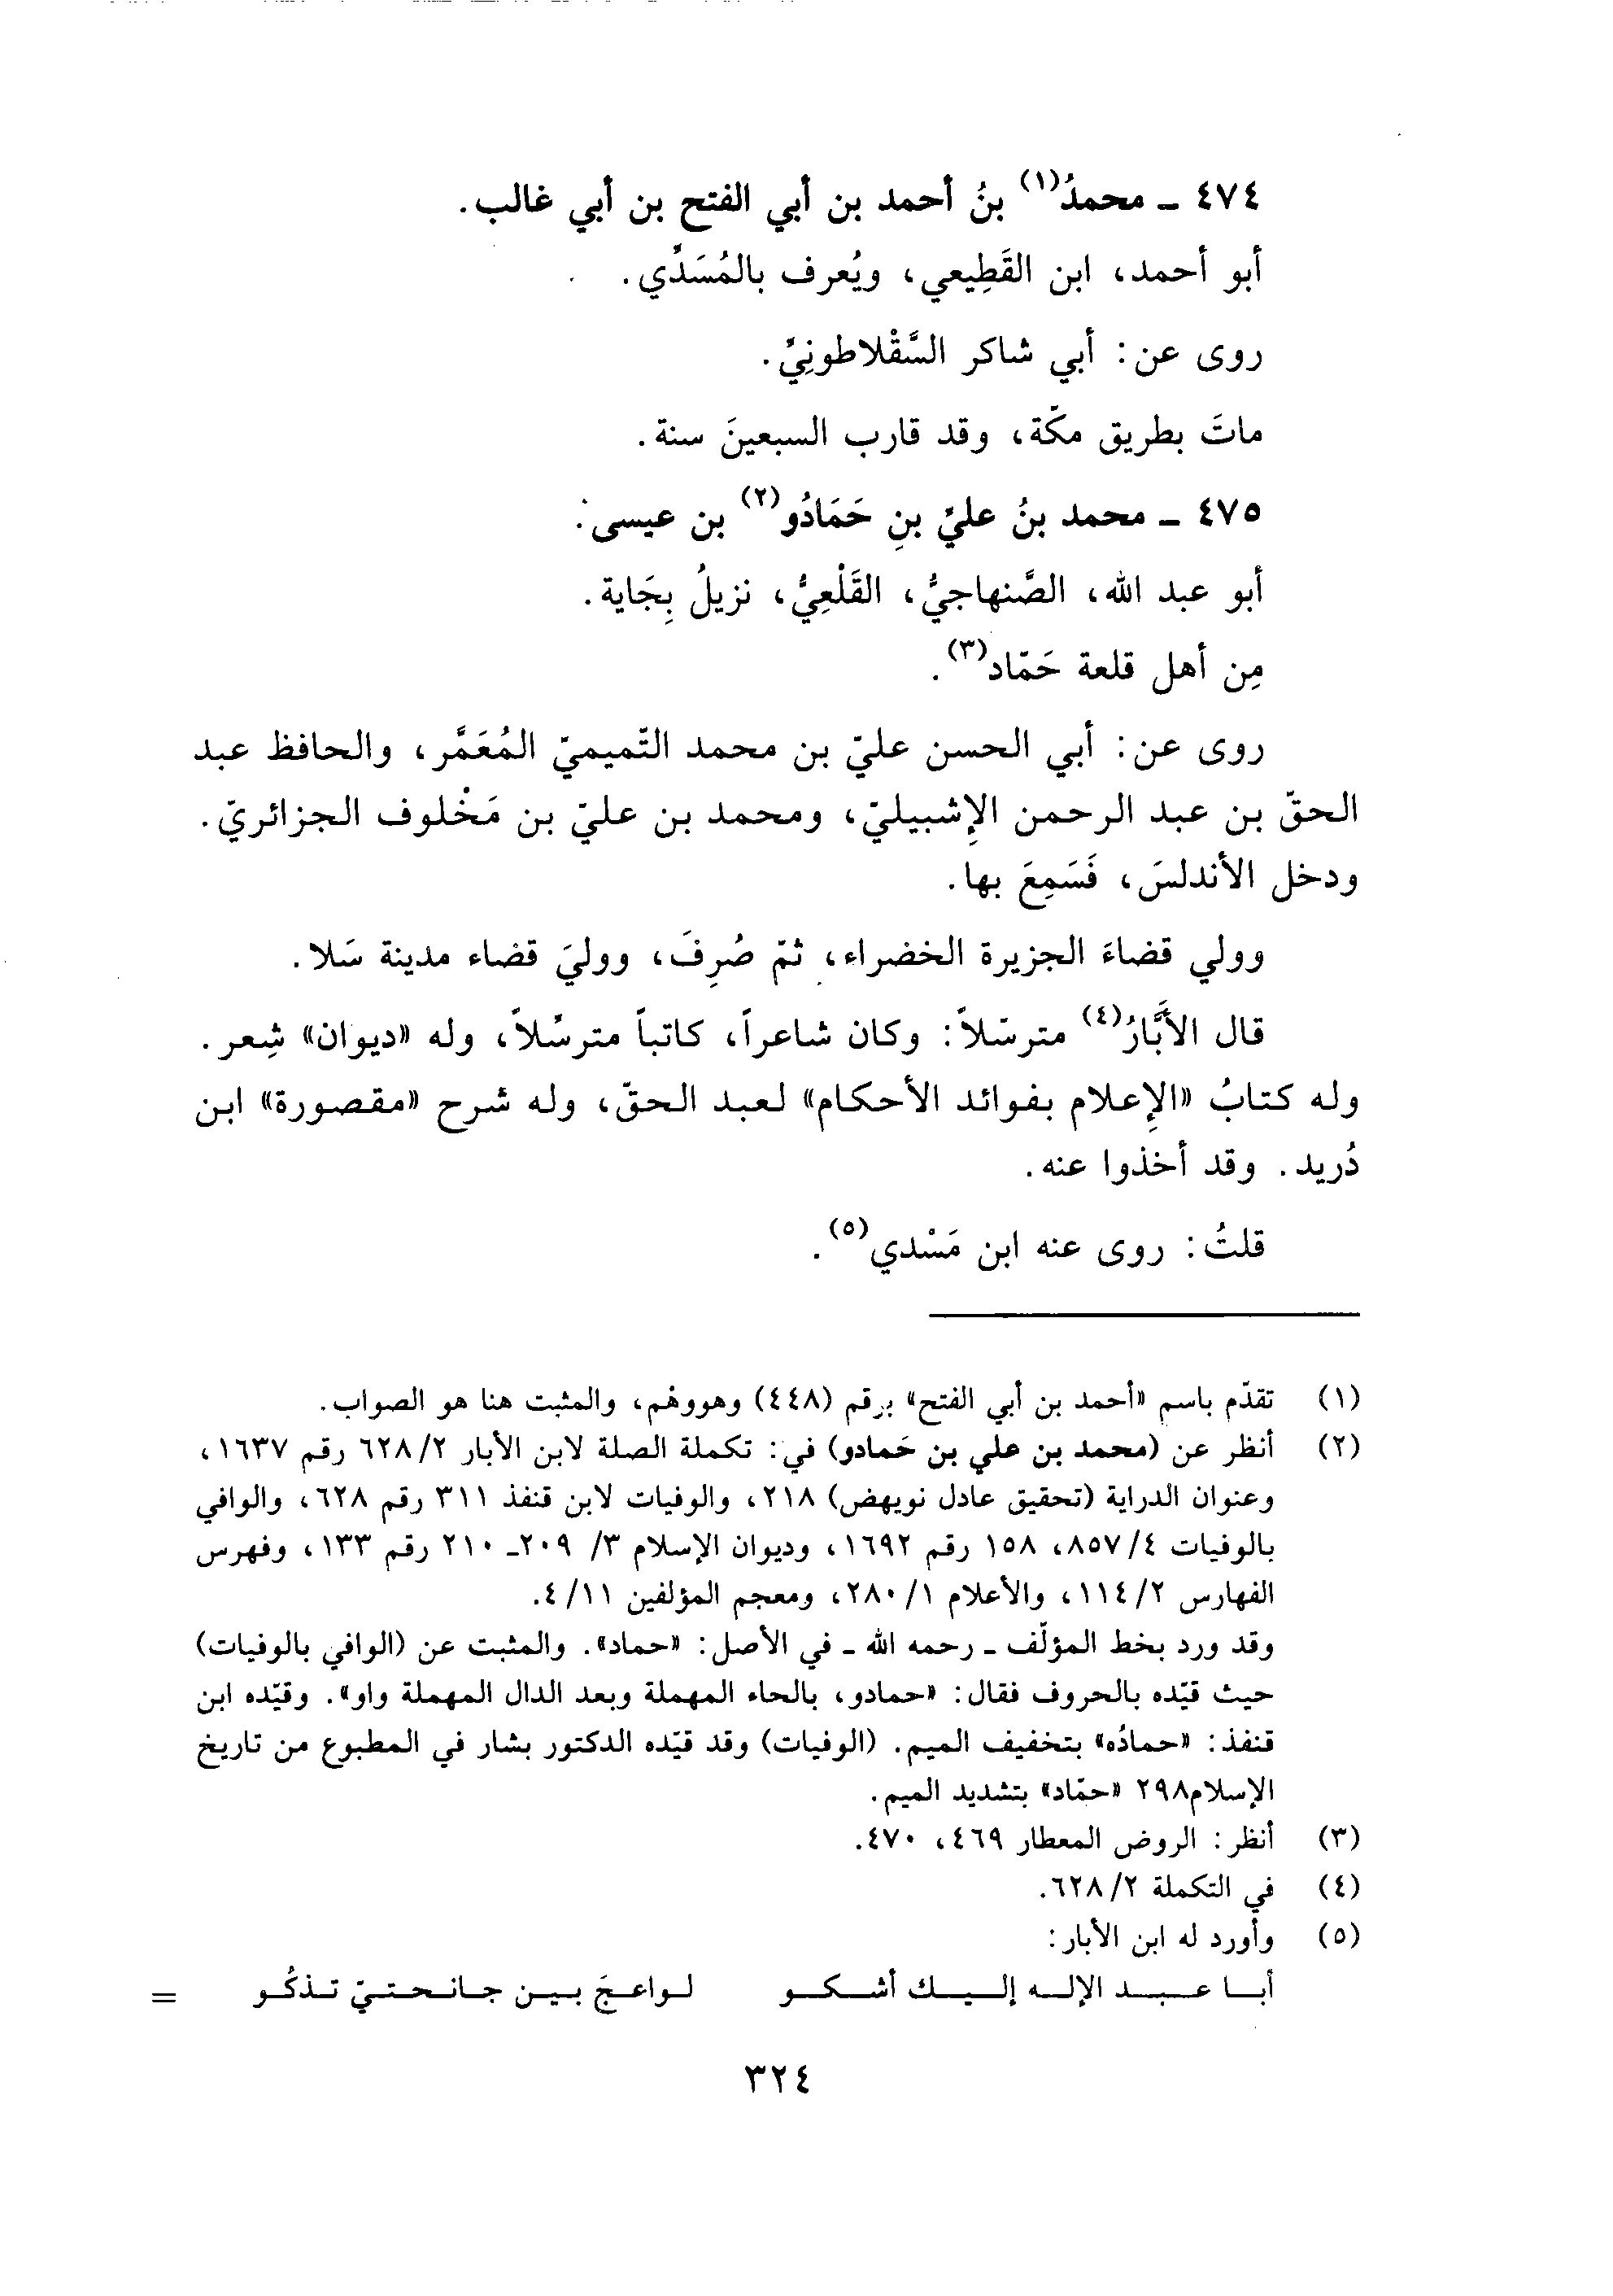 ٤٧٤ ـ محمدُ(١) بنُ أحمد بن أبي الفتح بن أبي غالب.
أبو أحمد، ابن القَطِيعي، ويُعرف بالمُسَدِّي.
روى عن: أبي شاكر السَّقْلاطونِيِّ.
ماتَ بطريق مكّة، وقد قارب السبعينَ سنة.
٤٧٥ ـ محمد بنُ عليِّ بنِ حَمَادُو(٢) بن عيسى.
أبو عبد الله، الصَّنهاجيُّ، القَلْعِيُّ، نزيلُ بِجَاية.
مِن أهل قلعة حَمّاد(٣).
روى عن: أبي الحسن عليّ بن محمد التّميميّ المُعَمَّر، والحافظ عبد
الحقّ بن عبد الرحمن الإشبيليّ، ومحمد بن عليّ بن مَخْلوف الجزائريّ.
ودخل الأندلسَ، فَسَمِعَ بها.
وولي قضاءَ الجزيرة الخضراء، ثمّ صُرِفَ، ووليَ قضاء مدينة سَلا.
قال الأبَّارُ(٤) مترسّلاً: وكان شاعراً، كاتباً مترسِّلاً، وله «ديوان» شِعر.
وله كتابُ «الإعلام بفوائد الأحكام» لعبد الحقّ، وله شرح «مقصورة» ابن
دُريد. وقد أخذوا عنه.
قلتُ: روى عنه ابن مَسْدي(٥).
(١) تقدّم باسم «أحمد بن أبي الفتح» برقم (٤٤٨) وهووهم، والمثبت هنا هو الصواب.
(٢) أنظر عن (محمد بن علي بن حَمادو) في: تكملة الصلة لابن الأبار ٦٢٨/٢ رقم ١٦٣٧،
وعنوان الدراية (تحقيق عادل نويهض) ٢١٨، والوفيات لابن قنفذ ٣١١ رقم ٦٢٨، والوافي
بالوفيات ٨٥٧/٤، ١٥٨ رقم ١٦٩٢، وديوان الإسلام ٣/ ٢٠٩ـ ٢١٠ رقم ١٣٣، وفهرس
الفهارس ١١٤/٢، والأعلام ٢٨٠/١، ومعجم المؤلفين ٤/١١.
وقد ورد بخط المؤلّف ـ رحمه الله ـ في الأصل: «حماد». والمثبت عن (الوافي بالوفيات)
حيث قيّده بالحروف فقال: «حمادو، بالحاء المهملة وبعد الدال المهملة واو». وقيّده ابن
قنفذ: «حمادُه» بتخفيف الميم. (الوفيات) وقد قيّده الدكتور بشار في المطبوع من تاريخ
الإسلام٢٩٨ «حمّاد» بتشديد الميم.
(٣) أنظر: الروض المعطار ٤٦٩، ٤٧٠.
(٤) في التكملة ٦٢٨/٢.
(٥) وأورد له ابن الأبار:
أبا عبد الإله إليك أشكو لواعجَ بين جانحتيّ تذكُو =
٣٢٤